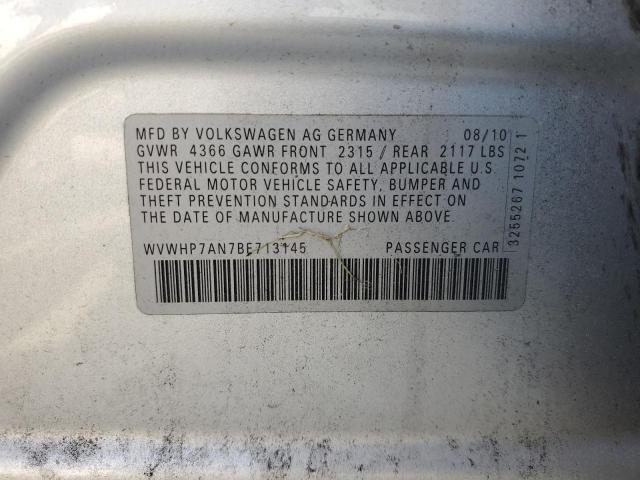 MFD BY VOLKSWAGEN AG GERMANY 08/10
GVWR 4366 GAWR FRONT 2315 / REAR 2117 LBS
THIS VEHICLE CONFORMS TO ALL APPLICABLE U.S.
FEDERAL MOTOR VEHICLE SAFETY, BUMPER AND
THEFT PREVENTION STANDARDS IN EFFECT ON
THE DATE OF MANUFACTURE SHOWN ABOVE.
WVWHP7AN7BE713145 PASSENGER CAR
3255267 10721